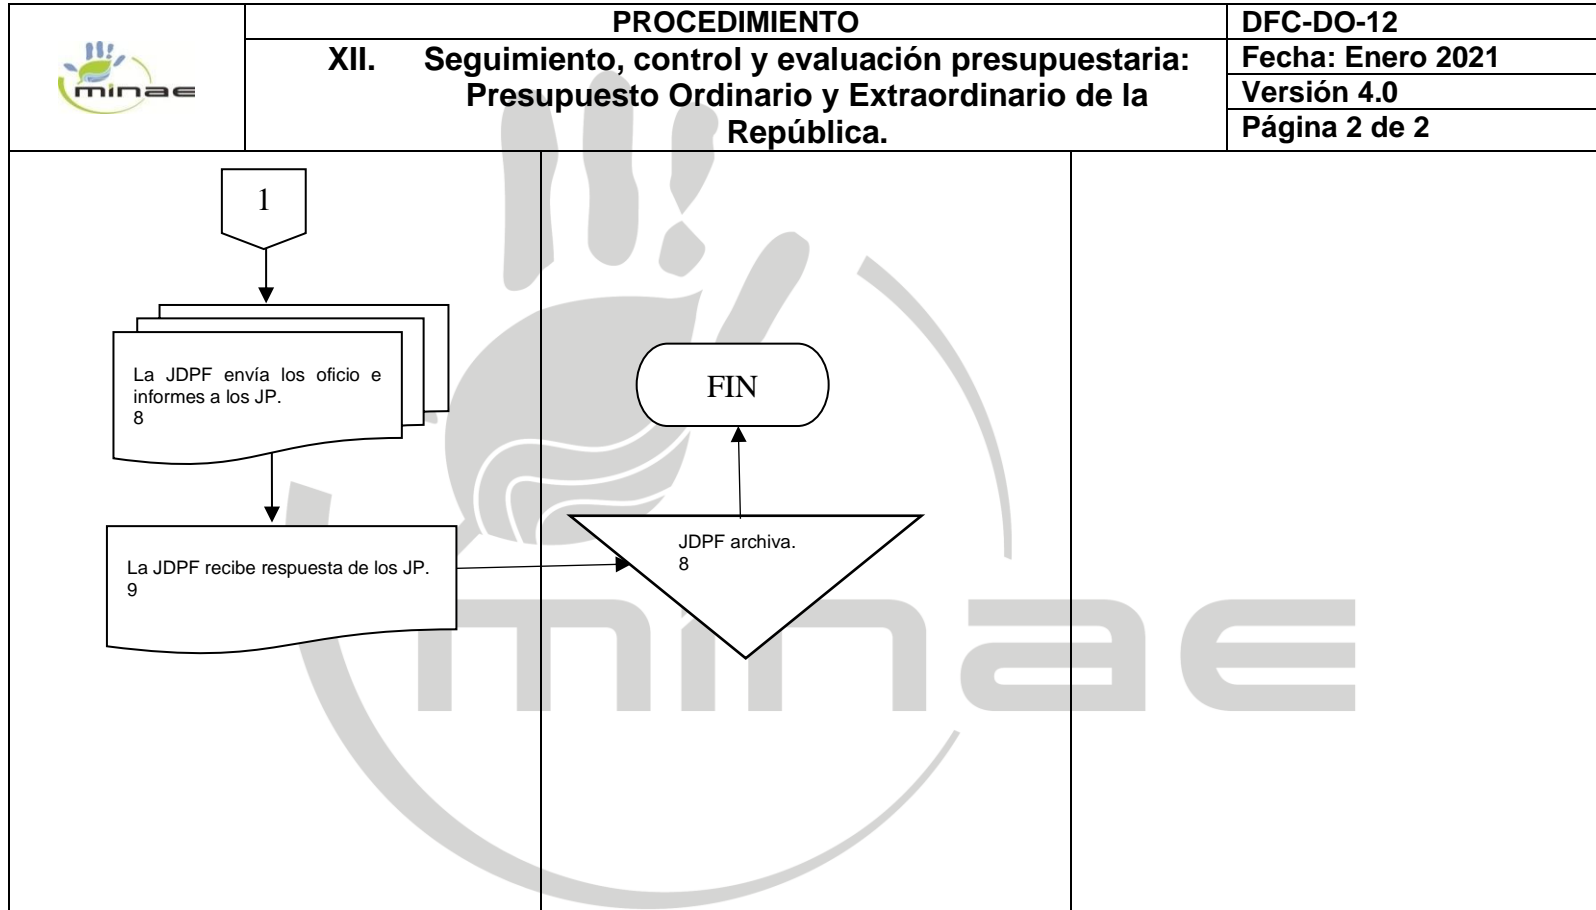 minae
PROCEDIMIENTO
XII. Seguimiento, control y evaluación presupuestaria:
Presupuesto Ordinario y Extraordinario de la
República.
DFC-DO-12
Fecha: Enero 2021
Versión 4.0
Página 2 de 2
1
La JDPF envía los oficio e
informes a los JP.
8
La JDPF recibe respuesta de los JP.
9
FIN
JDPF archiva.
8
minae